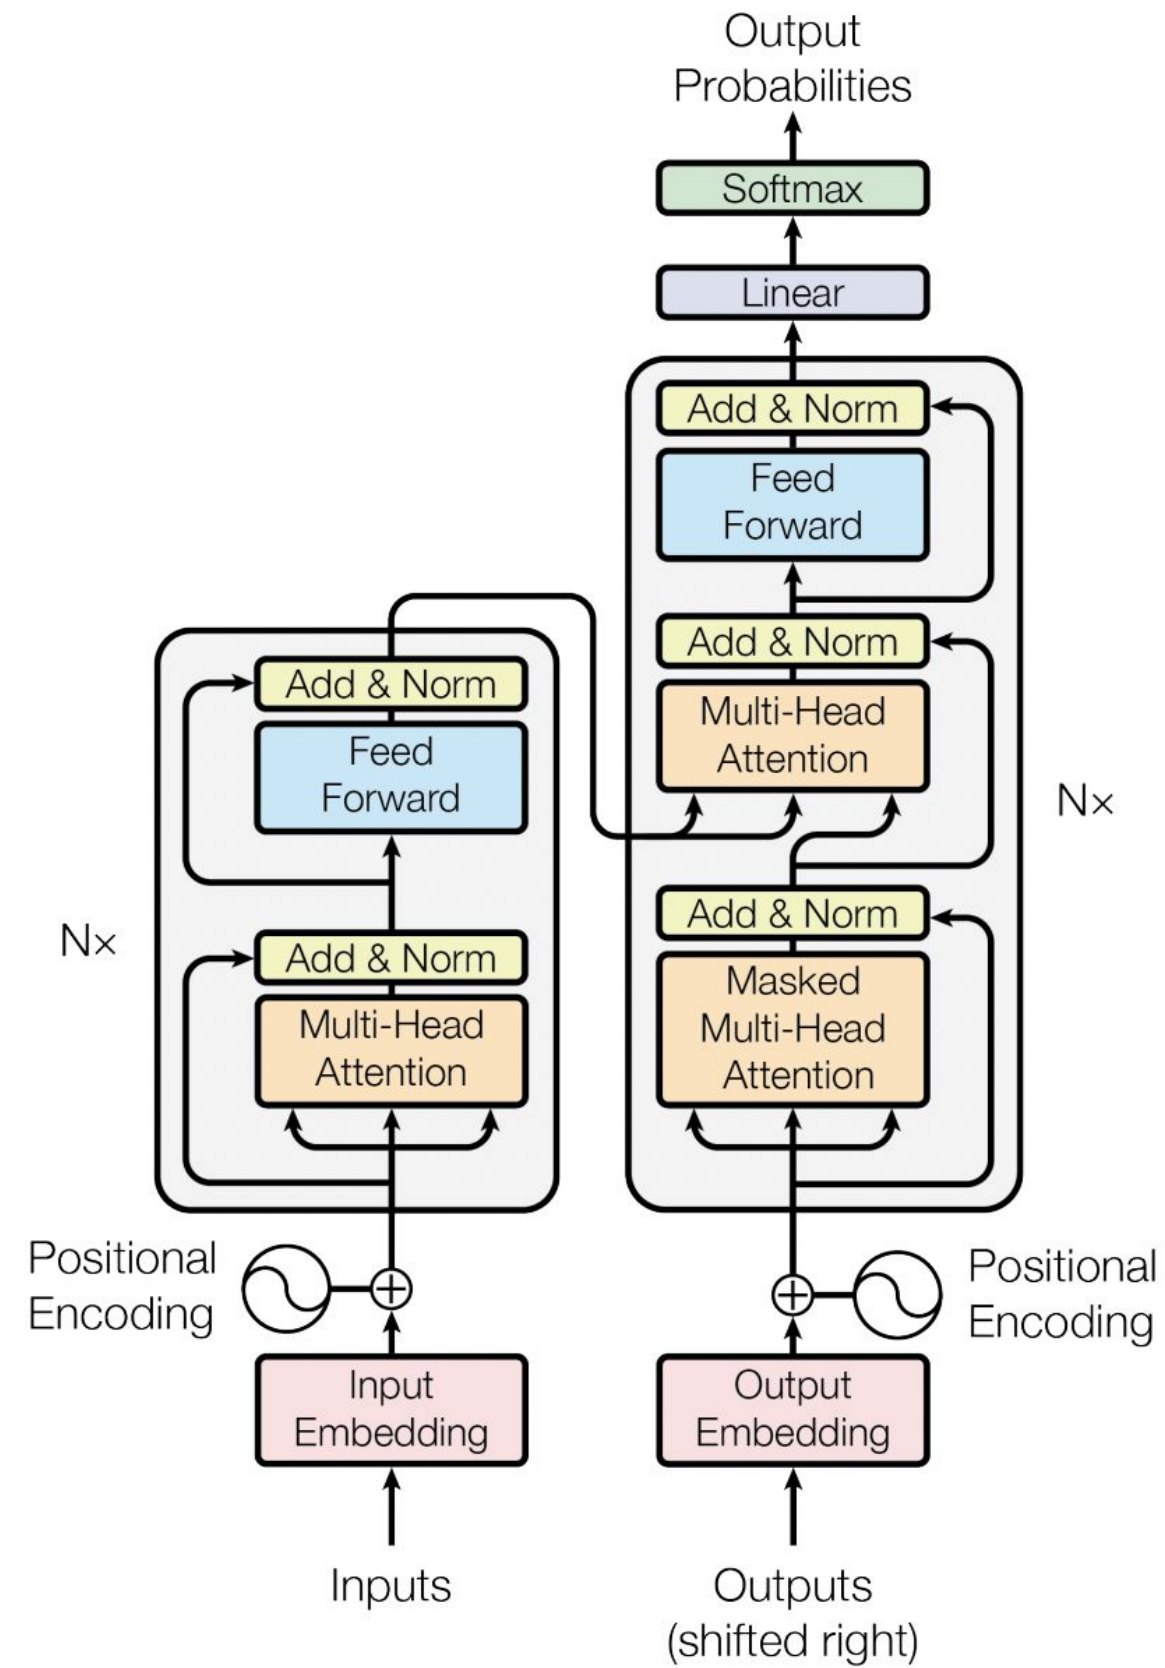 Output
Probabilities
Softmax
Linear
Add & Norm
Feed
Forward
Add & Norm
Multi-Head
Attention
Add & Norm
Masked
Multi-Head
Attention
N×
Add & Norm
Feed
Forward
Add & Norm
Multi-Head
Attention
N×
Positional
Encoding
Positional
Encoding
Input
Embedding
Output
Embedding
Inputs
Outputs
(shifted right)